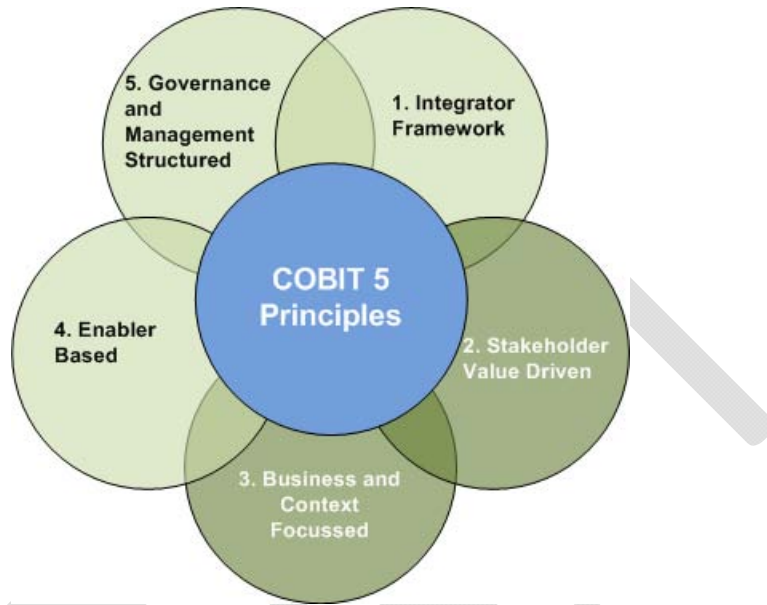 COBIT 5
Principles
1. Integrator
Framework
2. Stakeholder
Value Driven
3. Business and
Context
Focussed
4. Enabler
Based
5. Governance
and
Management
Structured